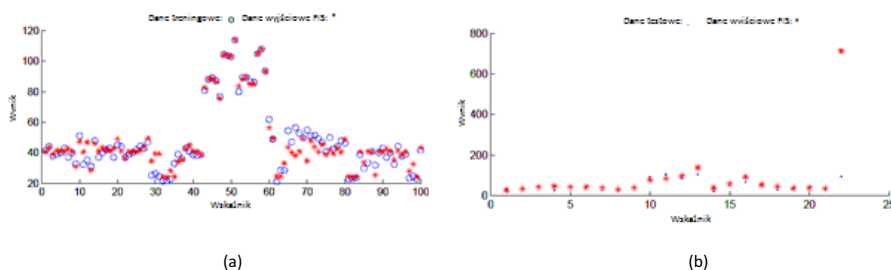 Dane treningowe: o Dane wyjściowe FIS: *
Dane testowe: . Dane wyjściowe FIS: *
120
100
80
60
40
20
Wynik
0 10 20 30 40 50 60 70 80 90 100
Wskaźnik
800
600
400
200
0
Wynik
0 5 10 15 20 25
Wskaźnik
(a)
(b)